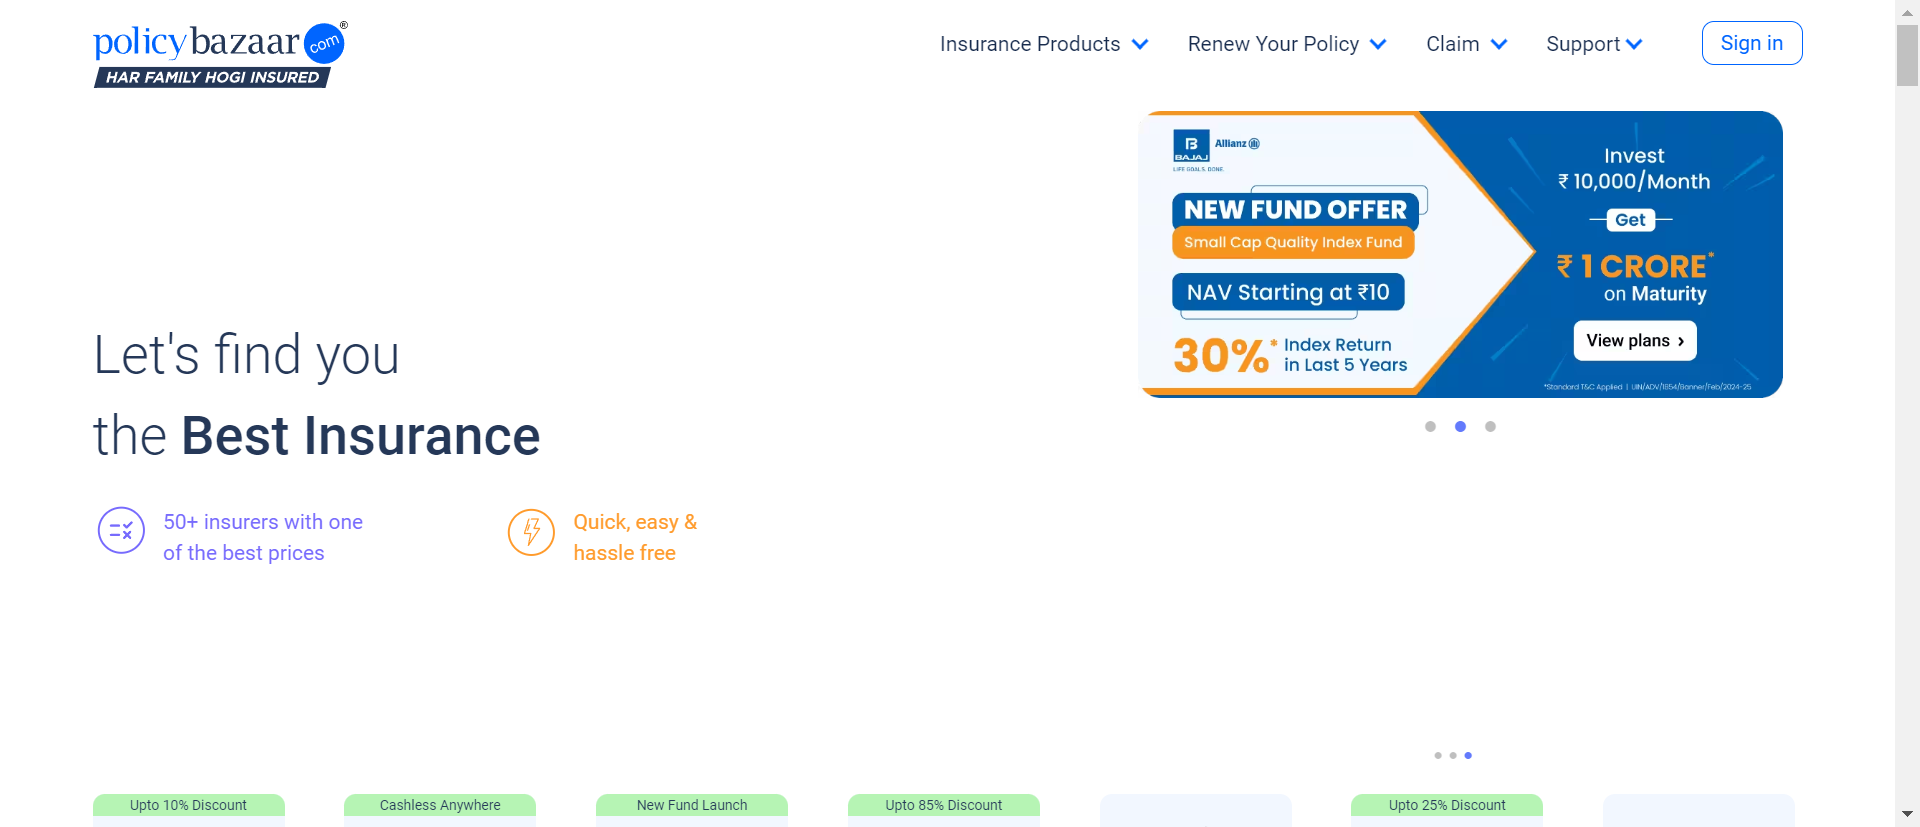 policybazaar.com®
HAR FAMILY HOGI INSURED
Insurance Products
Renew Your Policy
Claim
Support
Sign in
BAJAJ Allianz
LIFE GOALS. DONE.
NEW FUND OFFER
Small Cap Quality Index Fund
NAV Starting at ₹10
30%* Index Return
in Last 5 Years
Invest
₹ 10,000/Month
Get
₹ 1 CRORE*
on Maturity
View plans ›
*Standard T&C Applied | UIN/ADV/1854/Banner/Feb/2024-25
Let's find you
the Best Insurance
50+ insurers with one
of the best prices
Quick, easy &
hassle free
Upto 10% Discount
Cashless Anywhere
New Fund Launch
Upto 85% Discount
Upto 25% Discount